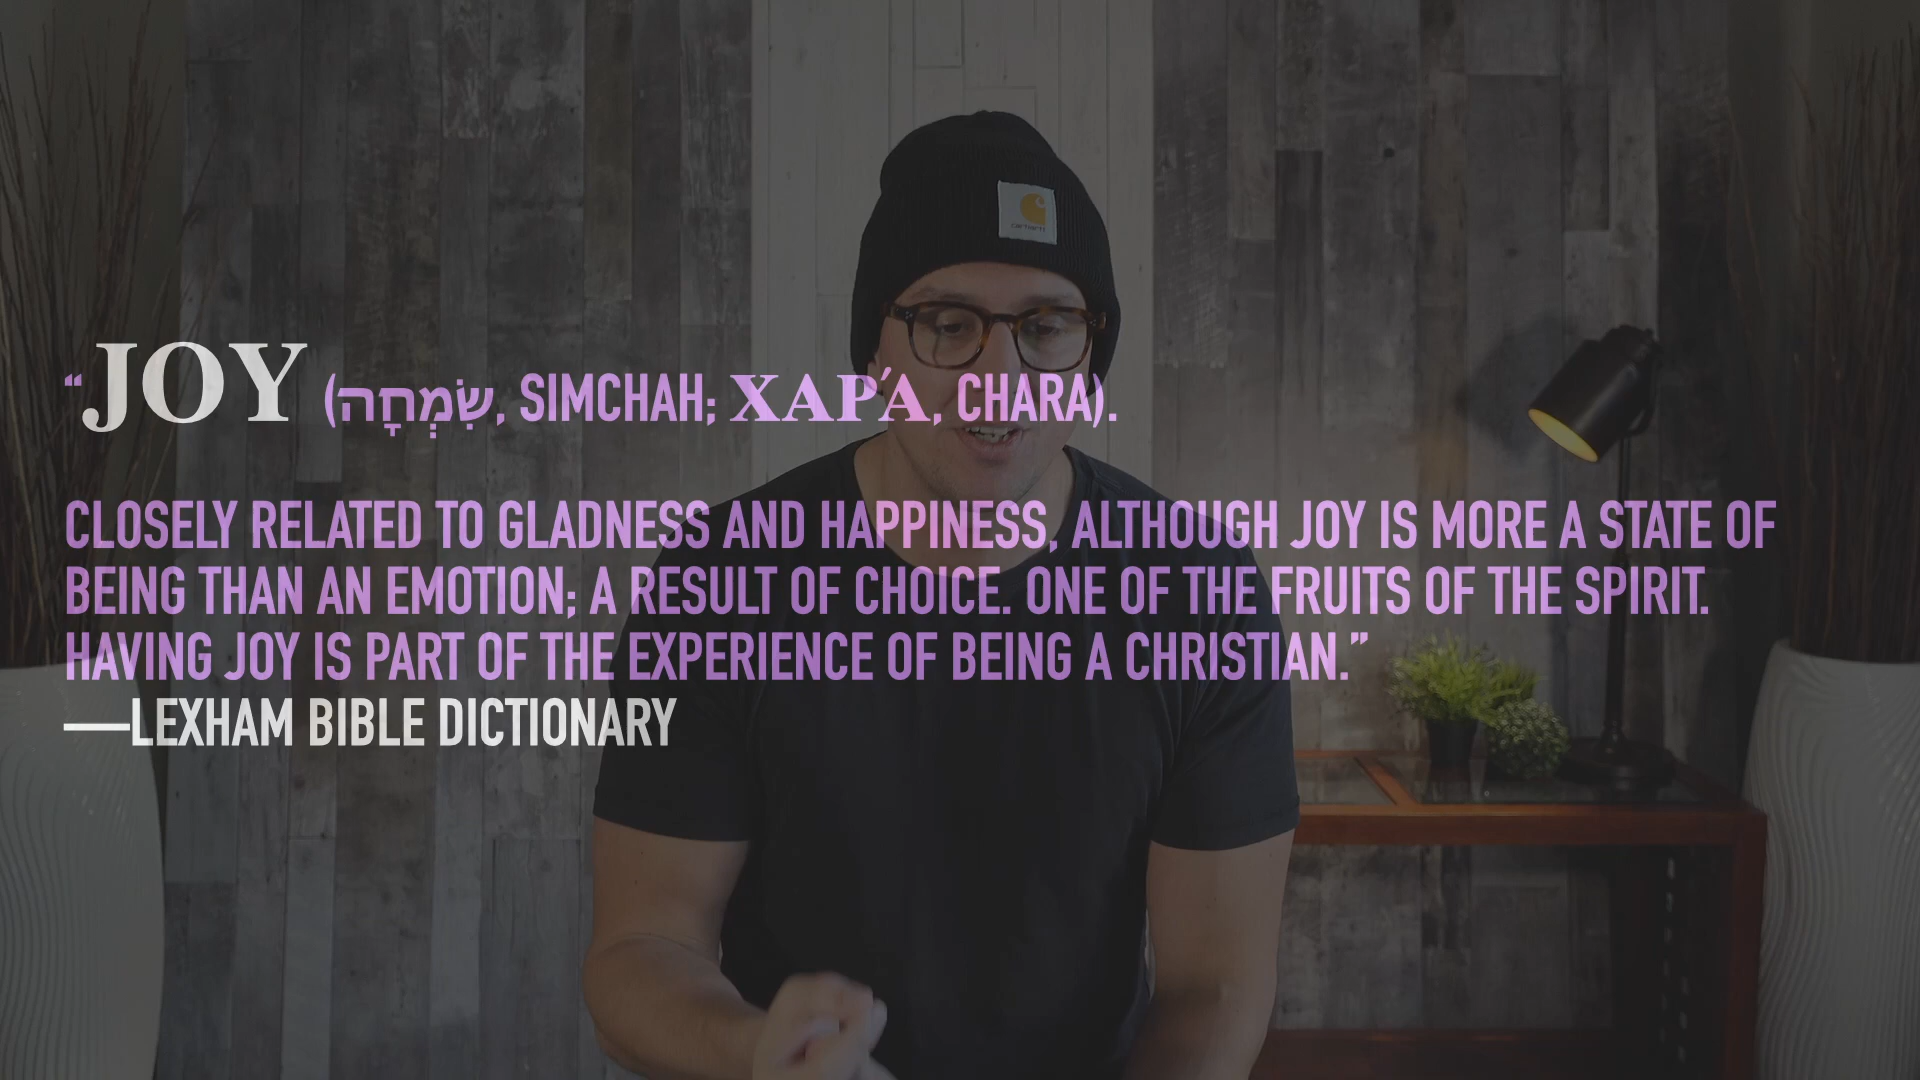 carhartt
“JOY (שִׂמְחָה, SIMCHAH; ΧΑΡΆ, CHARA).
CLOSELY RELATED TO GLADNESS AND HAPPINESS, ALTHOUGH JOY IS MORE A STATE OF
BEING THAN AN EMOTION; A RESULT OF CHOICE. ONE OF THE FRUITS OF THE SPIRIT.
HAVING JOY IS PART OF THE EXPERIENCE OF BEING A CHRISTIAN.”
—LEXHAM BIBLE DICTIONARY